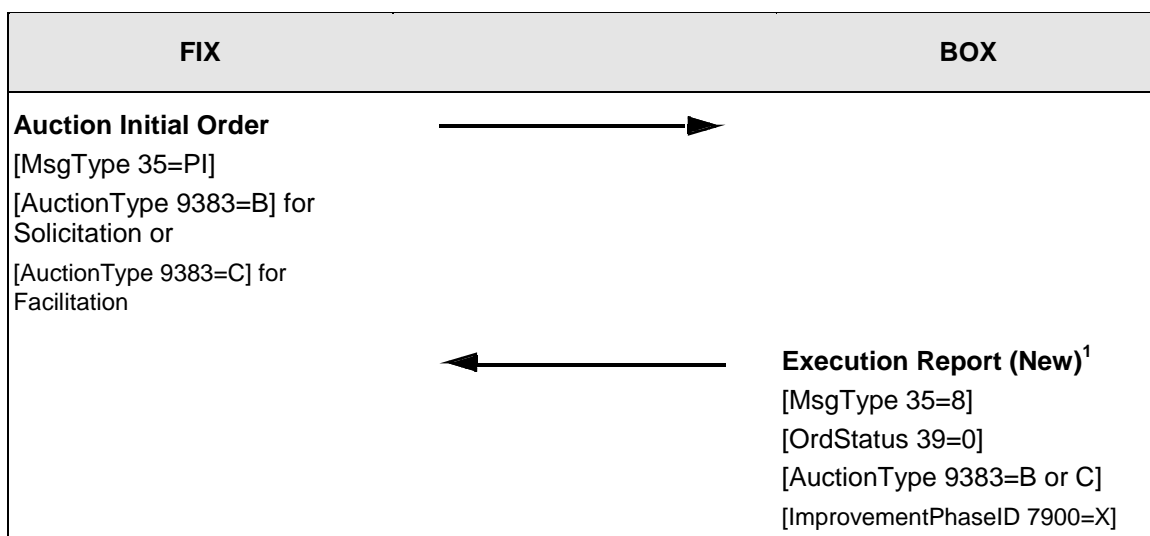 FIX
BOX
Auction Initial Order
[MsgType 35=PI]
[AuctionType 9383=B] for
Solicitation or
[AuctionType 9383=C] for
Facilitation
Execution Report (New)1
[MsgType 35=8]
[OrdStatus 39=0]
[AuctionType 9383=B or C]
[ImprovementPhaseID 7900=X]